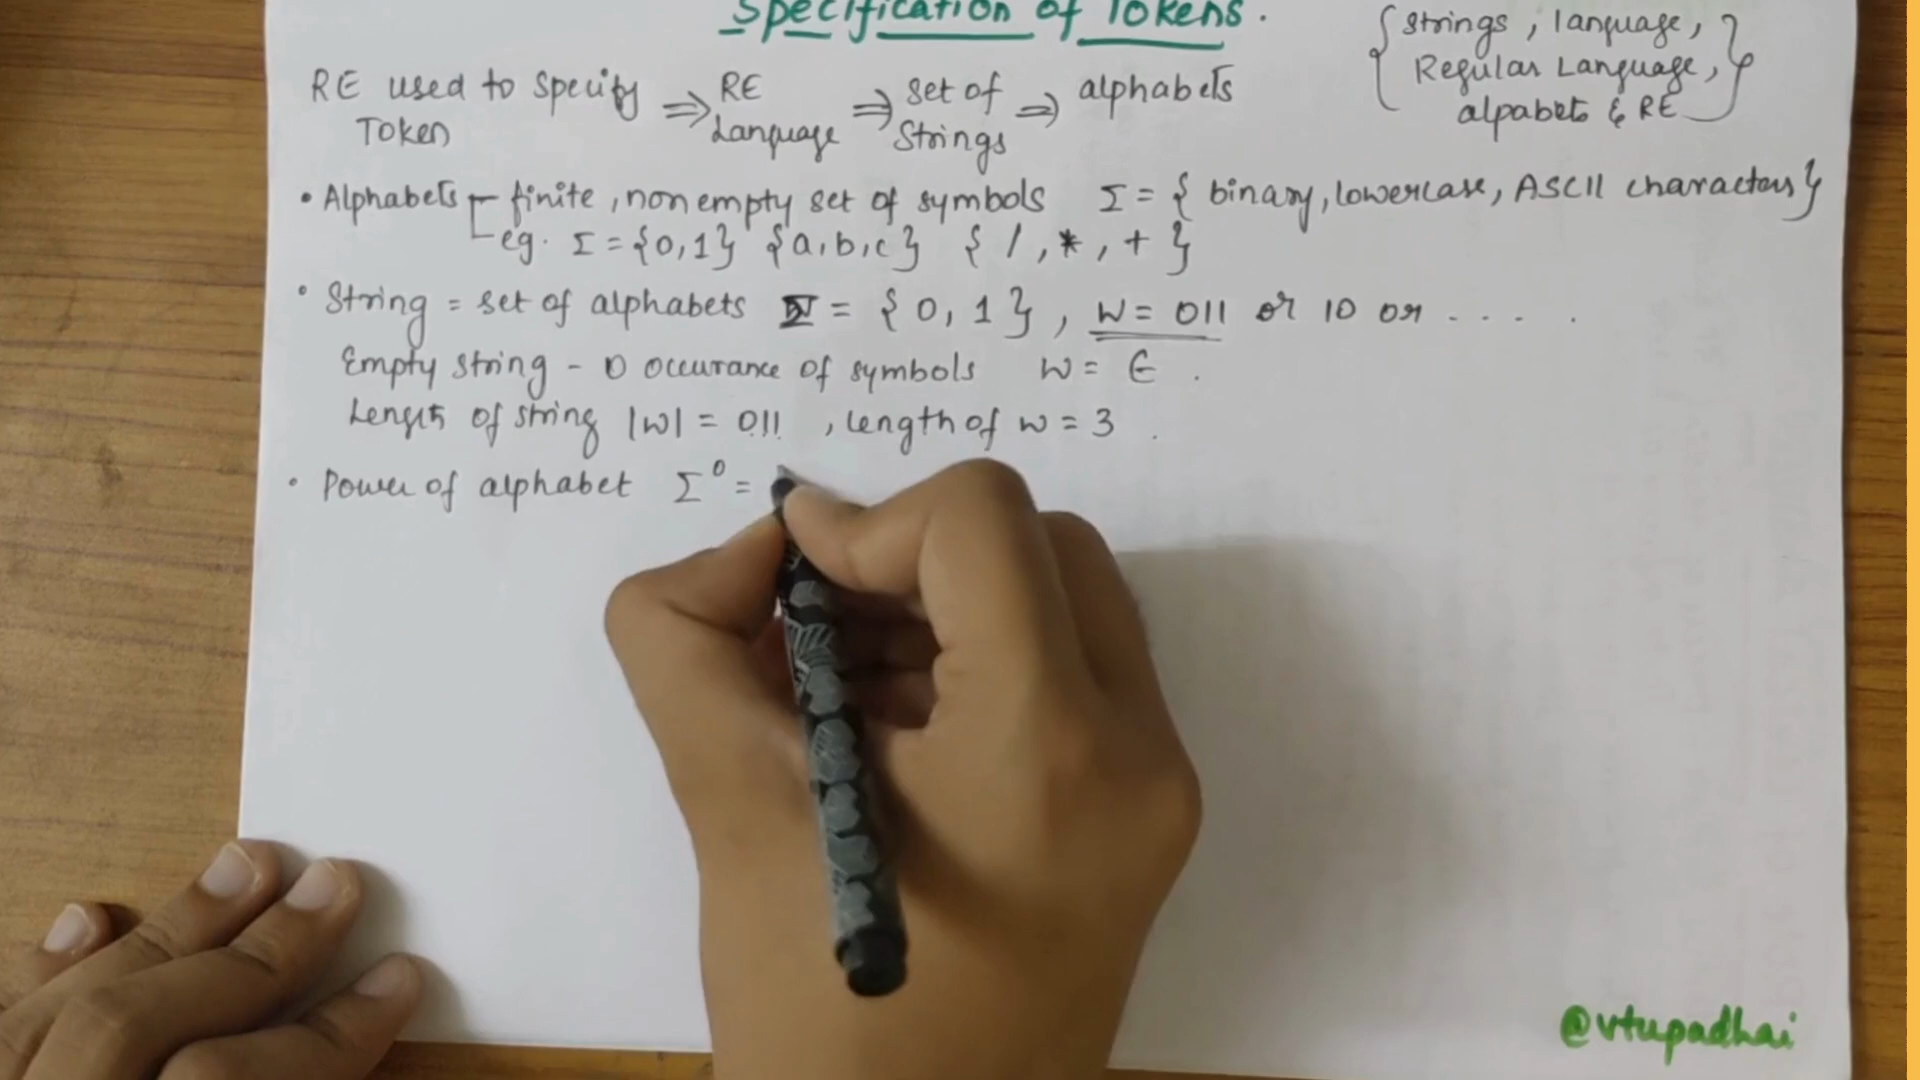 Specification of Tokens.
{ strings, language,
Regular Language,
alpabets & RE }
RE used to specify Token ⇒ RE Language ⇒ set of Strings ⇒ alphabets
• Alphabets - finite, non empty set of symbols Σ = { binary, lowercase, ASCII characters }
eg. Σ = {0,1} {a,b,c} { /, *, + }
• String = set of alphabets Σ = { 0, 1 }, W = 011 or 10 or . . . . .
Empty string - 0 occurance of symbols w = ϵ .
Length of string |w| = 011 , length of w = 3 .
• Power of alphabet Σ⁰ =
@vtupadhai